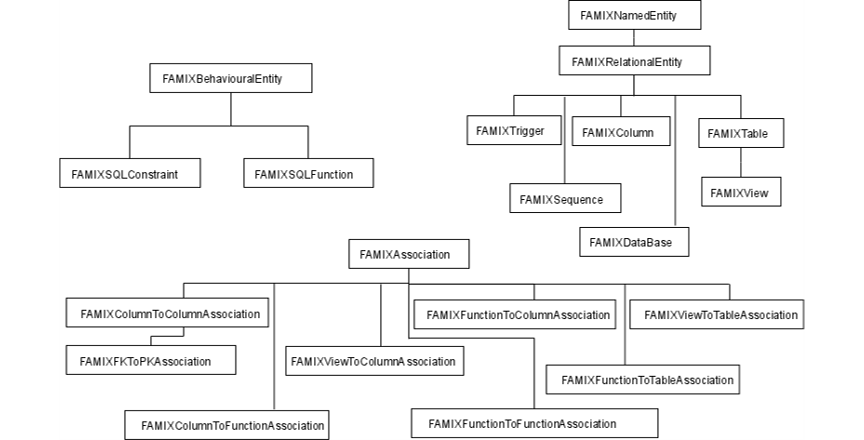 FAMIXNamedEntity
FAMIXRelationalEntity
FAMIXBehaviouralEntity
FAMIXTrigger
FAMIXColumn
FAMIXTable
FAMIXSQLConstraint
FAMIXSQLFunction
FAMIXSequence
FAMIXView
FAMIXDataBase
FAMIXAssociation
FAMIXColumnToColumnAssociation
FAMIXFunctionToColumnAssociation
FAMIXViewToTableAssociation
FAMIXFKToPKAssociation
FAMIXViewToColumnAssociation
FAMIXFunctionToTableAssociation
FAMIXColumnToFunctionAssociation
FAMIXFunctionToFunctionAssociation